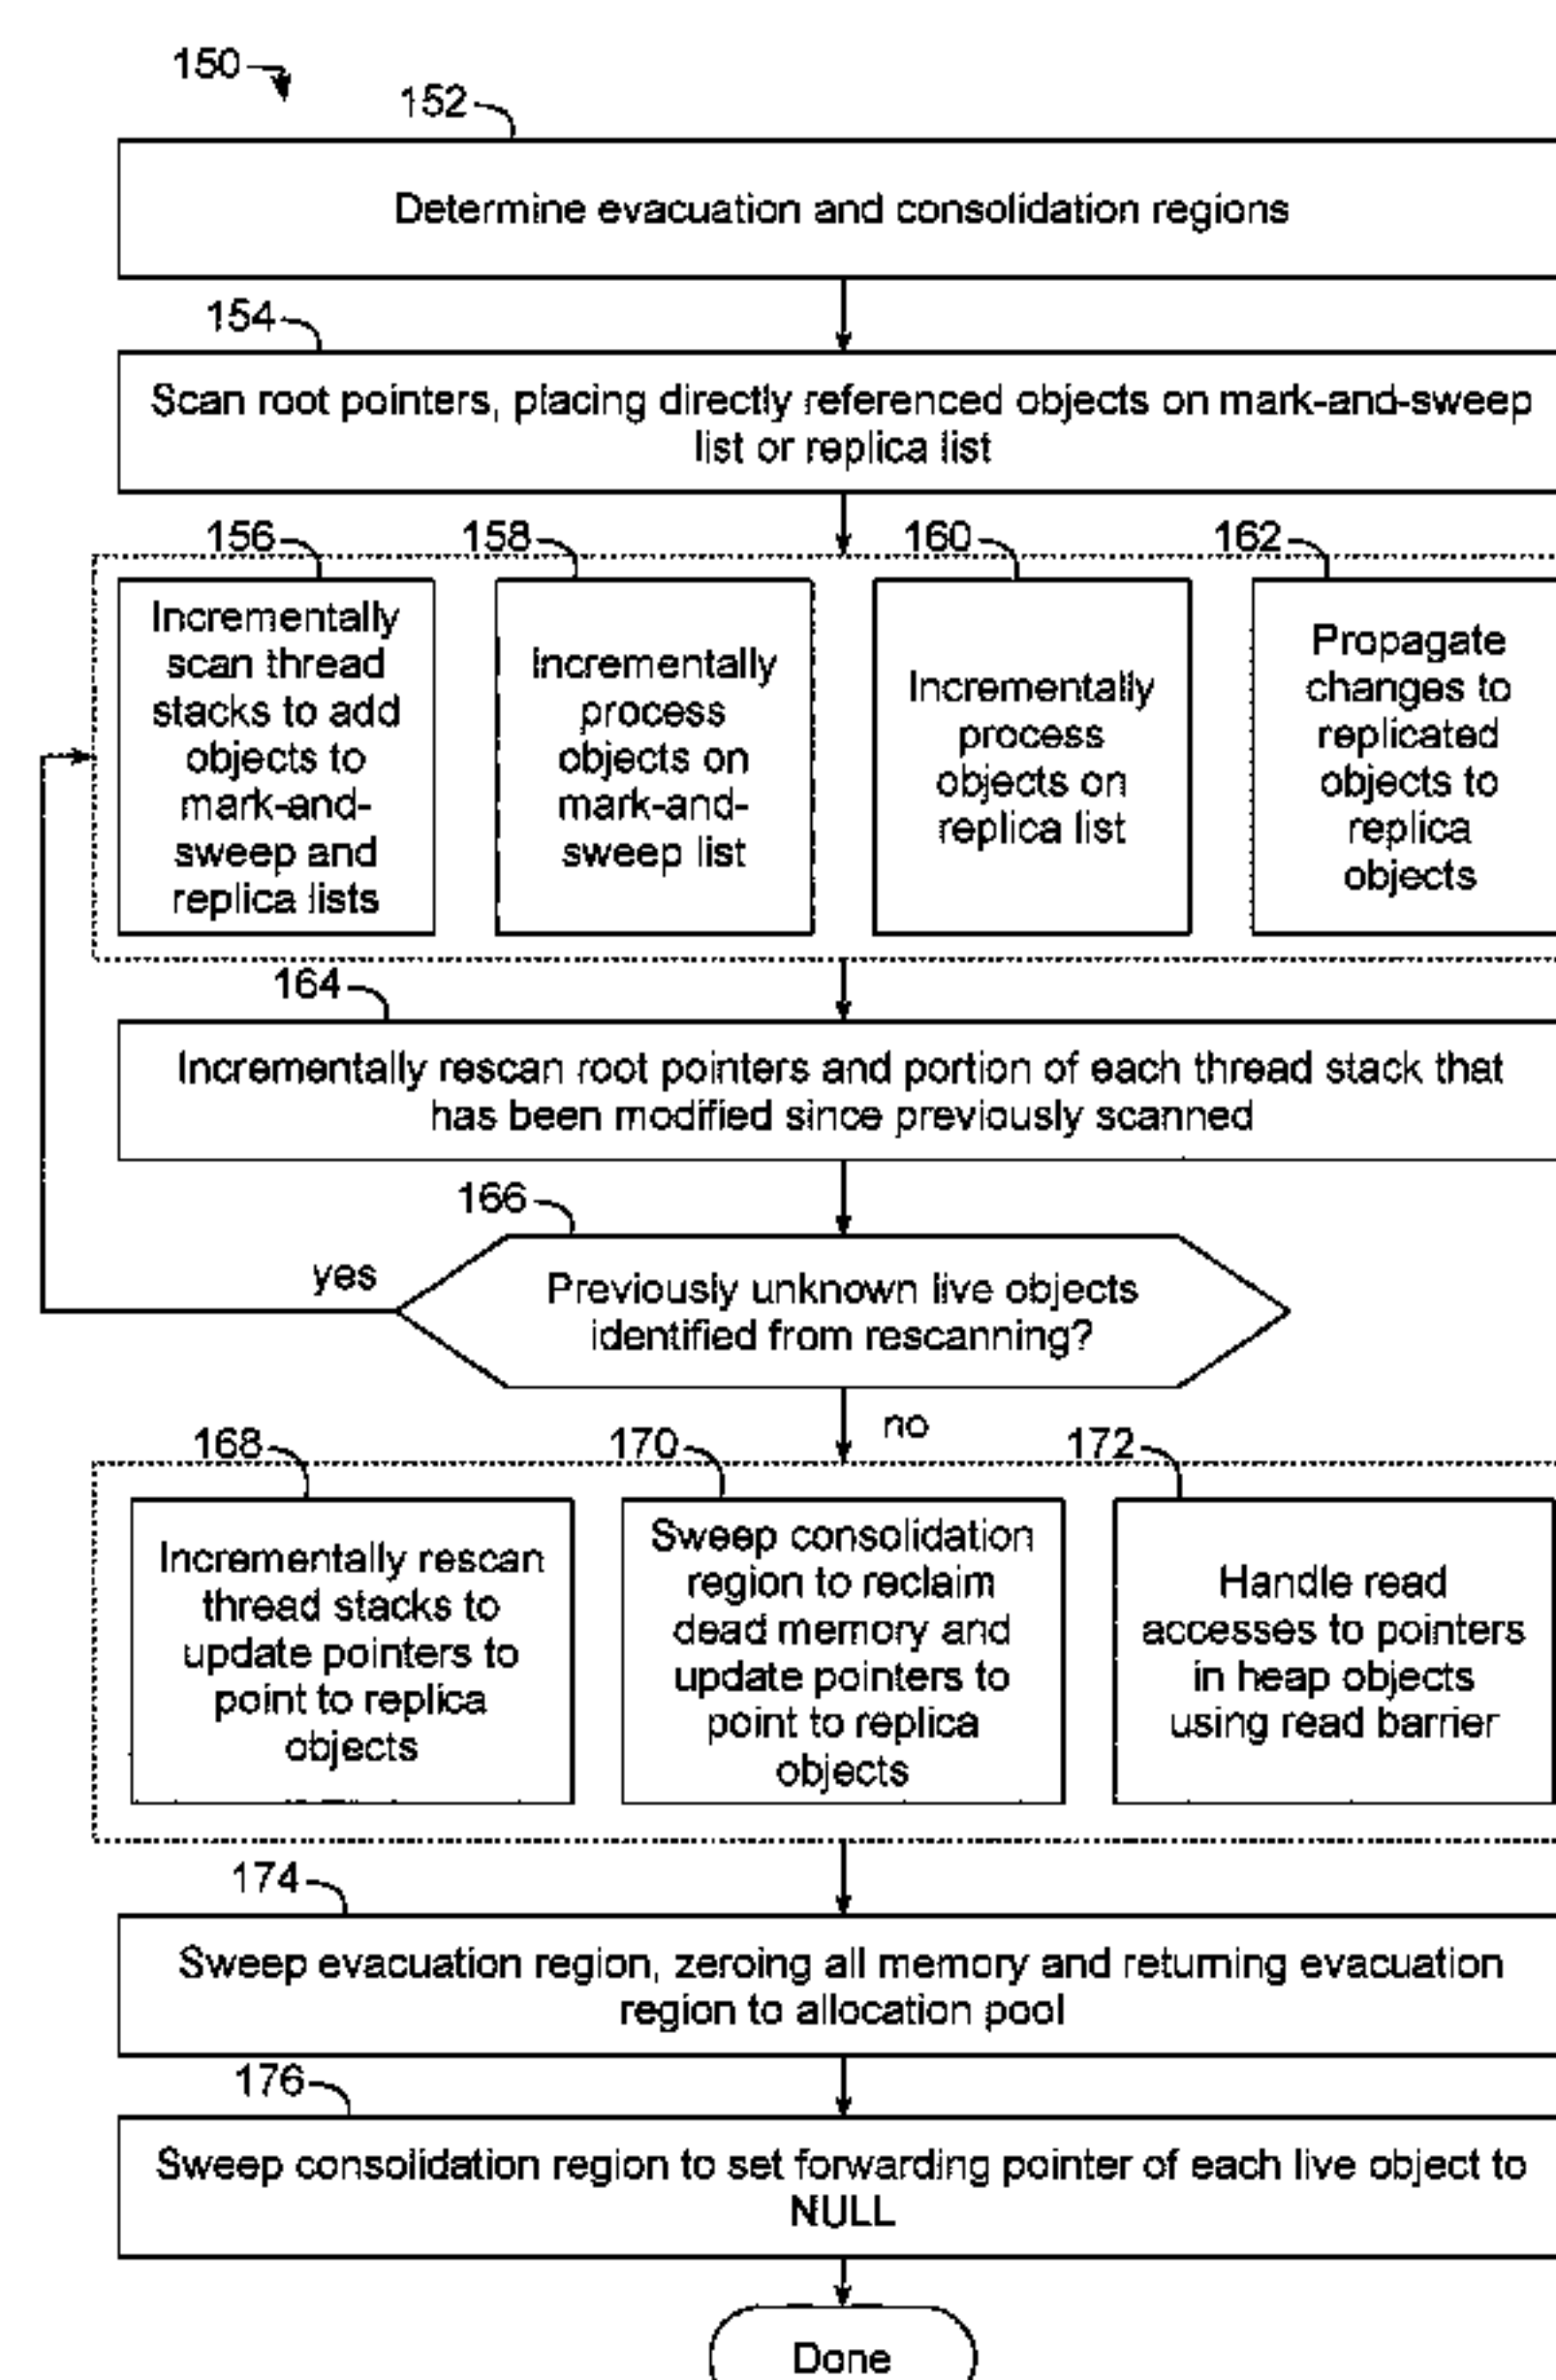 150
152
Determine evacuation and consolidation regions
154
Scan root pointers, placing directly referenced objects on mark-and-sweep
list or replica list
156
158
160
162
Incrementally
scan thread
stacks to add
objects to
mark-and-
sweep and
replica lists
Incrementally
process
objects on
mark-and-
sweep list
Incrementally
process
objects on
replica list
Propagate
changes to
replicated
objects to
replica
objects
164
Incrementally rescan root pointers and portion of each thread stack that
has been modified since previously scanned
166
yes
Previously unknown live objects
identified from rescanning?
no
168
170
172
Incrementally rescan
thread stacks to
update pointers to
point to replica
objects
Sweep consolidation
region to reclaim
dead memory and
update pointers to
point to replica
objects
Handle read
accesses to pointers
in heap objects
using read barrier
174
Sweep evacuation region, zeroing all memory and returning evacuation
region to allocation pool
176
Sweep consolidation region to set forwarding pointer of each live object to
NULL
Done